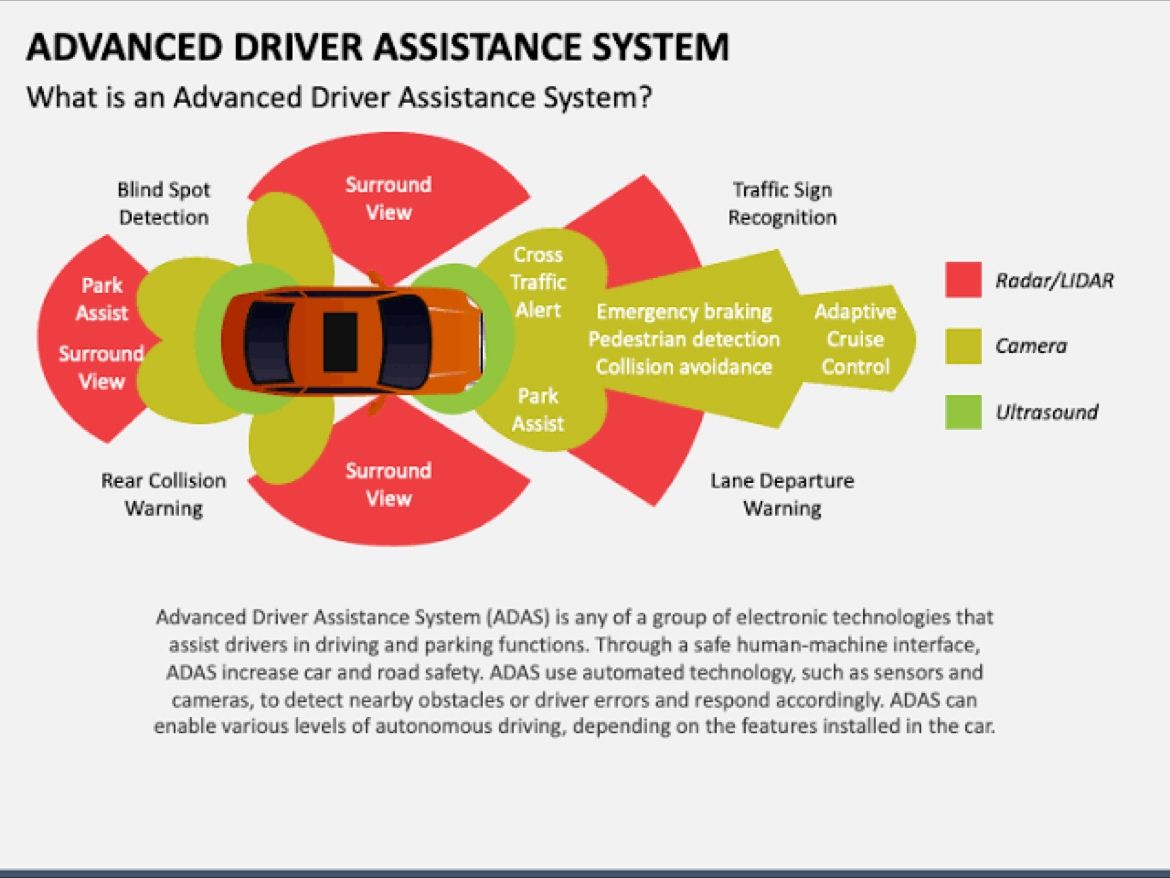 ADVANCED DRIVER ASSISTANCE SYSTEM
What is an Advanced Driver Assistance System?
Blind Spot
Detection
Surround
View
Traffic Sign
Recognition
Park
Assist
Surround
View
Cross
Traffic
Alert
Emergency braking
Pedestrian detection
Collision avoidance
Adaptive
Cruise
Control
Park
Assist
Radar/LIDAR
Camera
Ultrasound
Rear Collision
Warning
Surround
View
Lane Departure
Warning
Advanced Driver Assistance System (ADAS) is any of a group of electronic technologies that
assist drivers in driving and parking functions. Through a safe human-machine interface,
ADAS increase car and road safety. ADAS use automated technology, such as sensors and
cameras, to detect nearby obstacles or driver errors and respond accordingly. ADAS can
enable various levels of autonomous driving, depending on the features installed in the car.